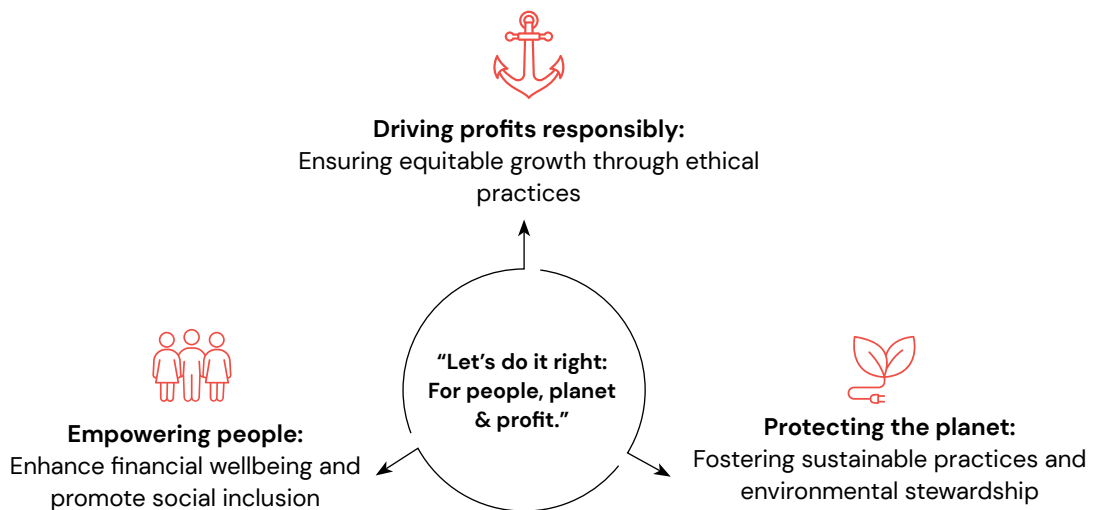 Driving profits responsibly:
Ensuring equitable growth through ethical
practices
“Let’s do it right:
For people, planet
& profit.”
Empowering people:
Enhance financial wellbeing and
promote social inclusion
Protecting the planet:
Fostering sustainable practices and
environmental stewardship